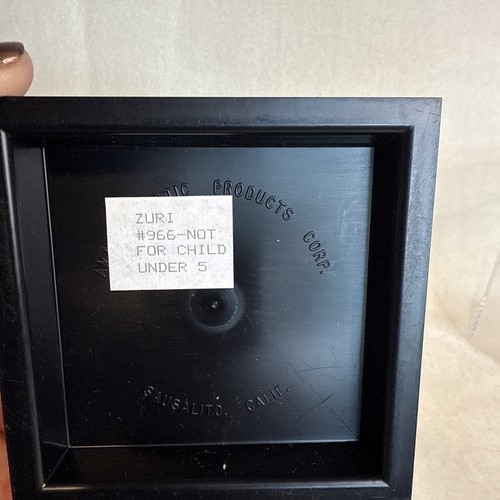 PRODUCTS CORP.
ZURI
#966-NOT
FOR CHILD
UNDER 5
SAUSALITO, CALIF.